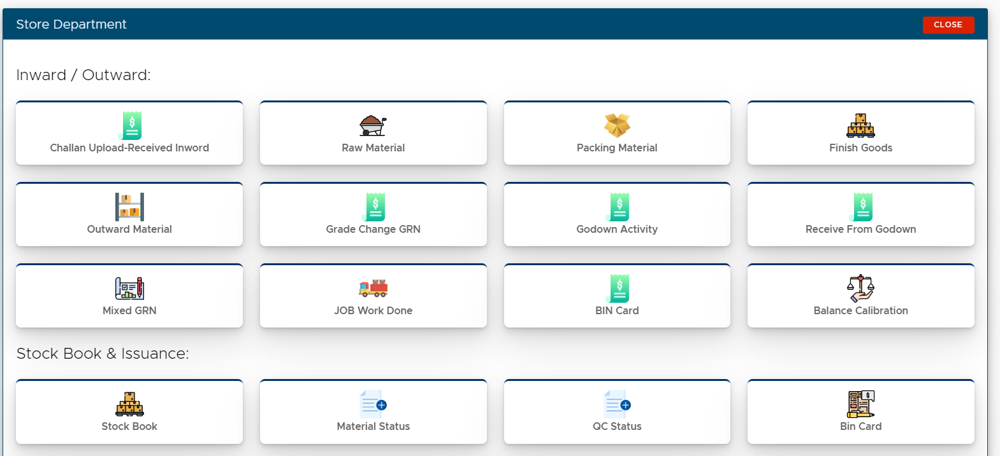 Store Department
CLOSE
Inward / Outward:
Challan Upload-Received Inword
Raw Material
Packing Material
Finish Goods
Outward Material
Grade Change GRN
Godown Activity
Receive From Godown
Mixed GRN
JOB Work Done
BIN Card
Balance Calibration
Stock Book & Issuance:
Stock Book
Material Status
QC Status
Bin Card